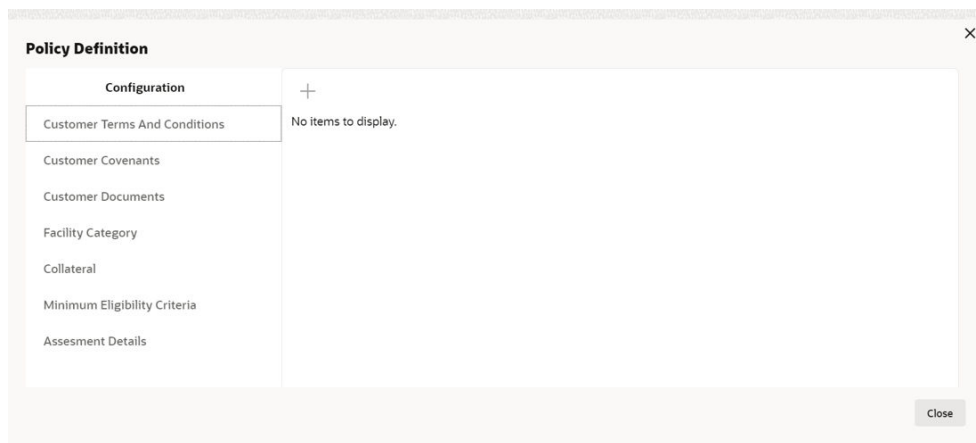 Policy Definition
Configuration
Customer Terms And Conditions
No items to display.
Customer Covenants
Customer Documents
Facility Category
Collateral
Minimum Eligibility Criteria
Assesment Details
Close